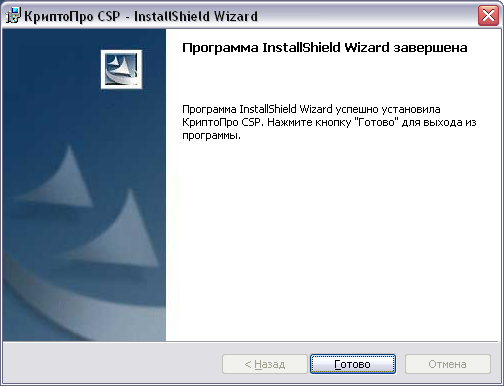 КриптоПро CSP - InstallShield Wizard
Программа InstallShield Wizard завершена
Программа InstallShield Wizard успешно установила
КриптоПро CSP. Нажмите кнопку "Готово" для выхода из
программы.
< Назад
Готово
Отмена